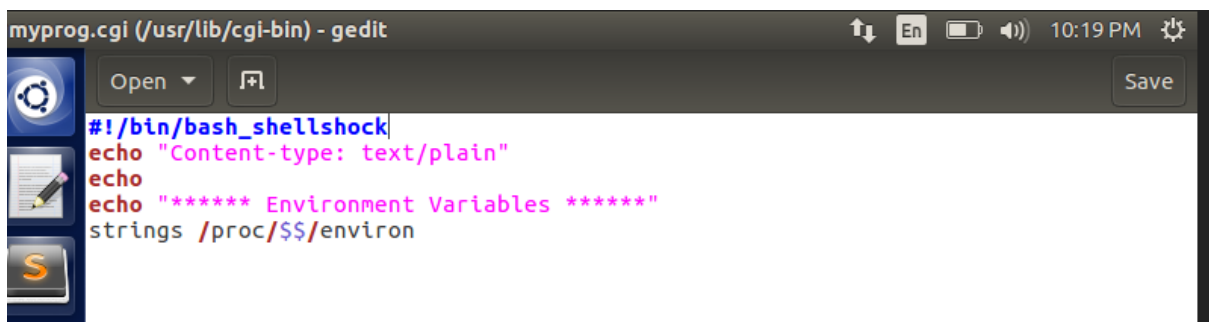 myprog.cgi (/usr/lib/cgi-bin) - gedit En 10:19 PM
Open Save
#!/bin/bash_shellshock
echo "Content-type: text/plain"
echo
echo "****** Environment Variables ******"
strings /proc/$$/environ
S